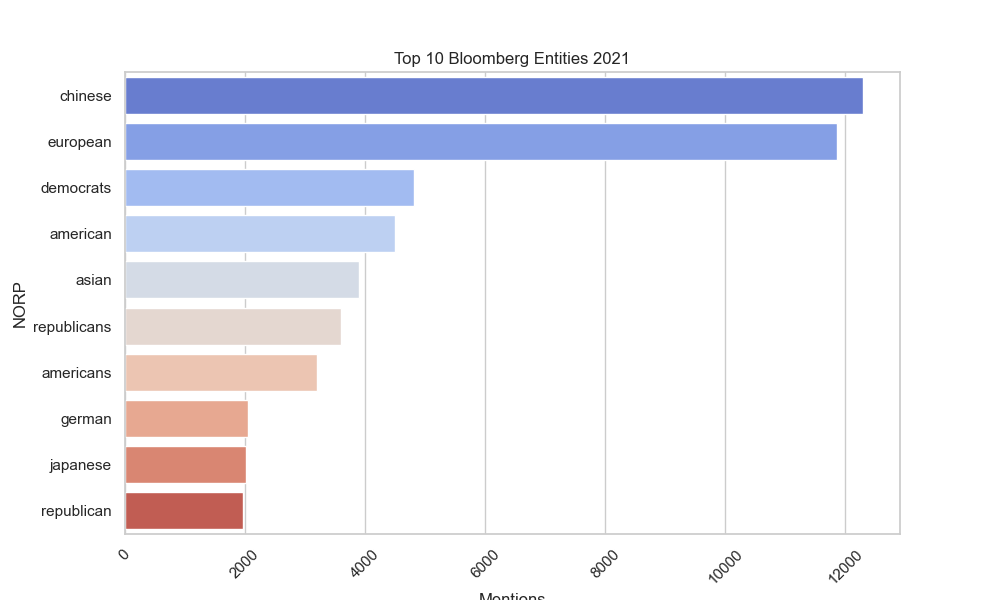 Top 10 Bloomberg Entities 2021
chinese
european
democrats
american
asian
republicans
americans
german
japanese
republican
NORP
0
2000
4000
6000
8000
10000
12000
Mentions